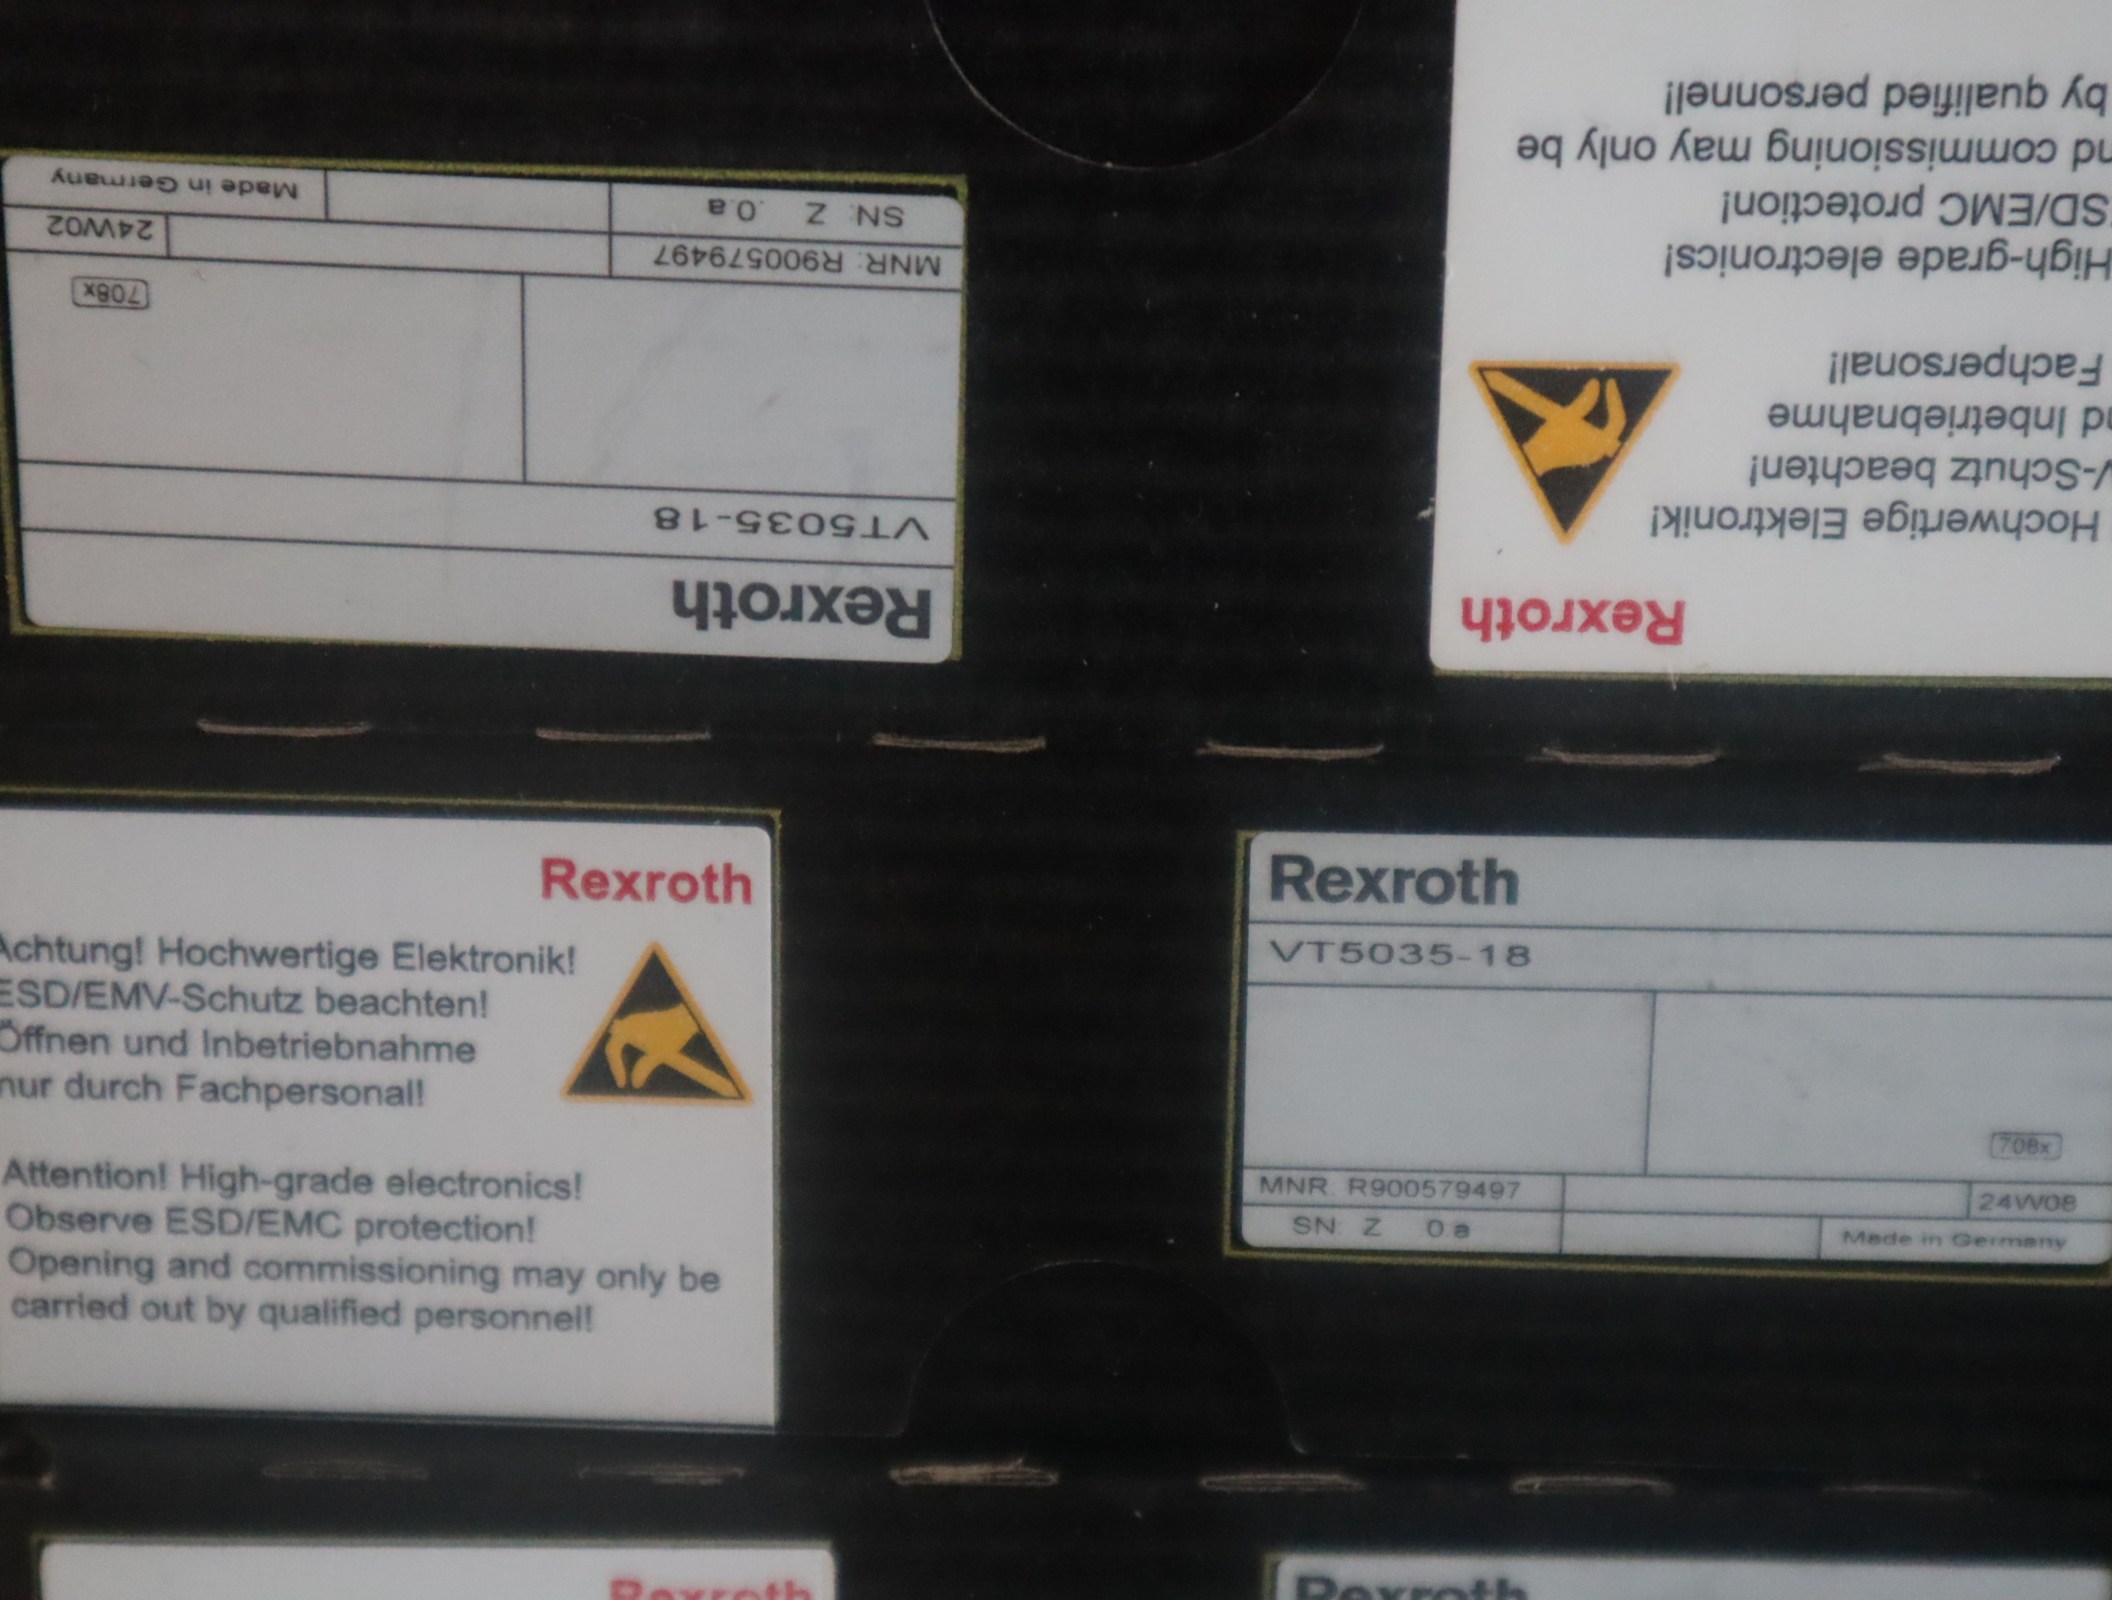 Rexroth
VT5035-18
708x
MNR: R900579497
24W02
SN: Z 0.a
Made in Germany
Rexroth
Hochwertige Elektronik!
V-Schutz beachten!
nd Inbetriebnahme
Fachpersonal!
High-grade electronics!
SD/EMC protection!
nd commissioning may only be
by qualified personnel!
Rexroth
Achtung! Hochwertige Elektronik!
ESD/EMV-Schutz beachten!
Öffnen und Inbetriebnahme
nur durch Fachpersonal!
Attention! High-grade electronics!
Observe ESD/EMC protection!
Opening and commissioning may only be
carried out by qualified personnel!
Rexroth
VT5035-18
708x
MNR: R900579497
24W08
SN: Z 0.a
Made in Germany
Rexroth
Rexroth